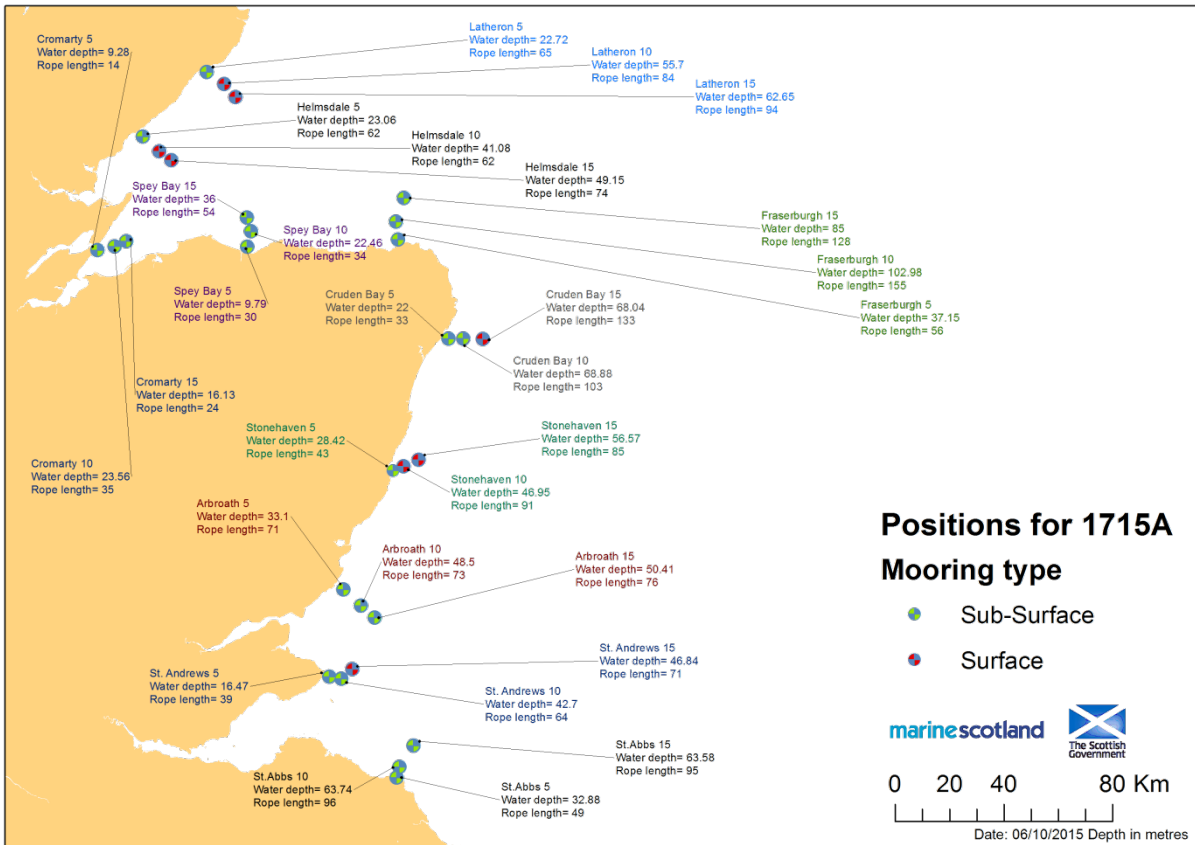 Cromarty 5
Water depth= 9.28
Rope length= 14
Latheron 5
Water depth= 22.72
Rope length= 65
Latheron 10
Water depth= 55.7
Rope length= 84
Latheron 15
Water depth= 62.65
Rope length= 94
Helmsdale 5
Water depth= 23.06
Rope length= 62
Helmsdale 10
Water depth= 41.08
Rope length= 62
Helmsdale 15
Water depth= 49.15
Rope length= 74
Spey Bay 15
Water depth= 36
Rope length= 54
Spey Bay 10
Water depth= 22.46
Rope length= 34
Fraserburgh 15
Water depth= 85
Rope length= 128
Fraserburgh 10
Water depth= 102.98
Rope length= 155
Fraserburgh 5
Water depth= 37.15
Rope length= 56
Spey Bay 5
Water depth= 9.79
Rope length= 30
Cruden Bay 5
Water depth= 22
Rope length= 33
Cruden Bay 15
Water depth= 68.04
Rope length= 133
Cruden Bay 10
Water depth= 68.88
Rope length= 103
Cromarty 15
Water depth= 16.13
Rope length= 24
Cromarty 10
Water depth= 23.56
Rope length= 35
Stonehaven 5
Water depth= 28.42
Rope length= 43
Stonehaven 15
Water depth= 56.57
Rope length= 85
Stonehaven 10
Water depth= 46.95
Rope length= 91
Arbroath 5
Water depth= 33.1
Rope length= 71
Arbroath 10
Water depth= 48.5
Rope length= 73
Arbroath 15
Water depth= 50.41
Rope length= 76
St. Andrews 5
Water depth= 16.47
Rope length= 39
St. Andrews 15
Water depth= 46.84
Rope length= 71
St. Andrews 10
Water depth= 42.7
Rope length= 64
St.Abbs 15
Water depth= 63.58
Rope length= 95
St.Abbs 10
Water depth= 63.74
Rope length= 96
St.Abbs 5
Water depth= 32.88
Rope length= 49
Positions for 1715A
Mooring type
Sub-Surface
Surface
marinescotland
The Scottish
Government
0 20 40 80 Km
Date: 06/10/2015 Depth in metres